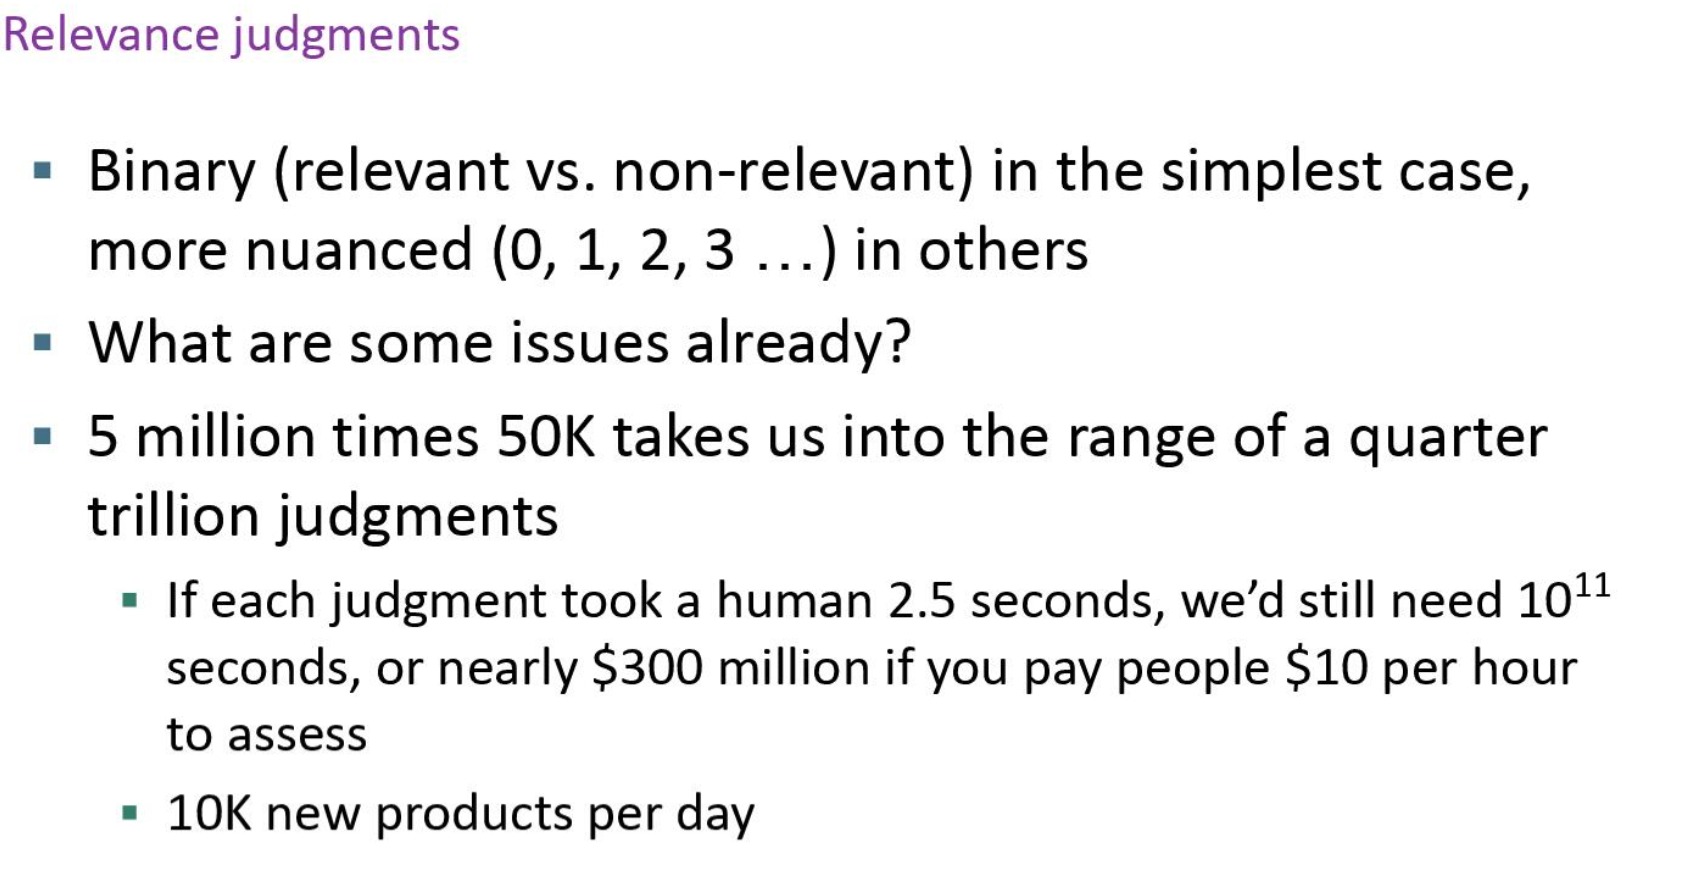 Relevance judgments
▪ Binary (relevant vs. non-relevant) in the simplest case,
more nuanced (0, 1, 2, 3 …) in others
▪ What are some issues already?
▪ 5 million times 50K takes us into the range of a quarter
trillion judgments
▪ If each judgment took a human 2.5 seconds, we’d still need 10¹¹
seconds, or nearly $300 million if you pay people $10 per hour
to assess
▪ 10K new products per day